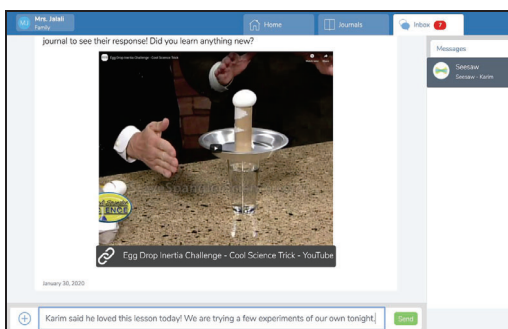 Mrs. Jalali
Family
Home
Journals
Inbox 7
journal to see their response! Did you learn anything new?
Messages
Seesaw
Seesaw - Karim
Egg Drop Inertia Challenge - Cool Science Trick
Egg Drop Inertia Challenge - Cool Science Trick - YouTube
January 30, 2020
Karim said he loved this lesson today! We are trying a few experiments of our own tonight.
Send